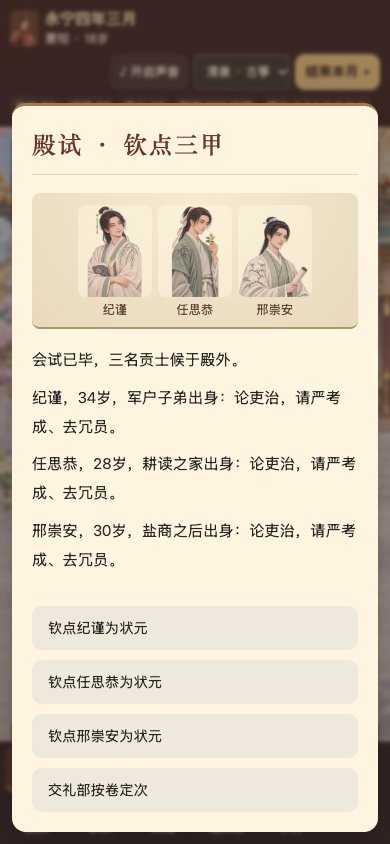 永宁四年三月
18岁
开启声音
清曲 · 古筝
结束本月 ›
殿试 · 钦点三甲
纪谨
任思恭
邢崇安
会试已毕，三名贡士候于殿外。
纪谨，34岁，军户子弟出身：论吏治，请严考
成、去冗员。
任思恭，28岁，耕读之家出身：论吏治，请严考
成、去冗员。
邢崇安，30岁，盐商之后出身：论吏治，请严考
成、去冗员。
钦点纪谨为状元
钦点任思恭为状元
钦点邢崇安为状元
交礼部按卷定次